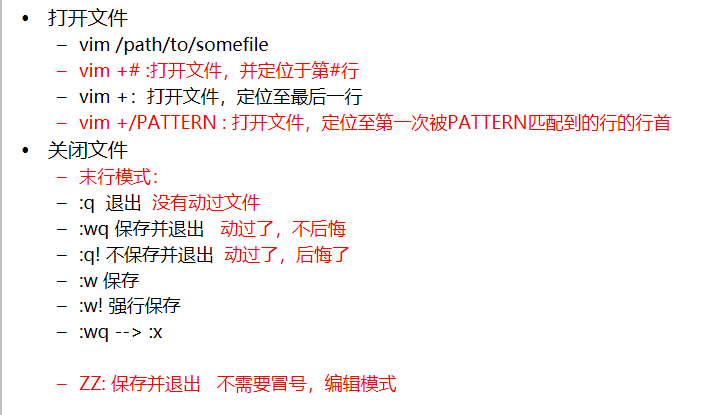 • 打开文件
– vim /path/to/somefile
– vim +# :打开文件，并定位于第#行
– vim +：打开文件，定位至最后一行
– vim +/PATTERN : 打开文件，定位至第一次被PATTERN匹配到的行的行首
• 关闭文件
– 末行模式：
– :q 退出 没有动过文件
– :wq 保存并退出 动过了，不后悔
– :q! 不保存并退出 动过了，后悔了
– :w 保存
– :w! 强行保存
– :wq --> :x
– ZZ: 保存并退出 不需要冒号，编辑模式